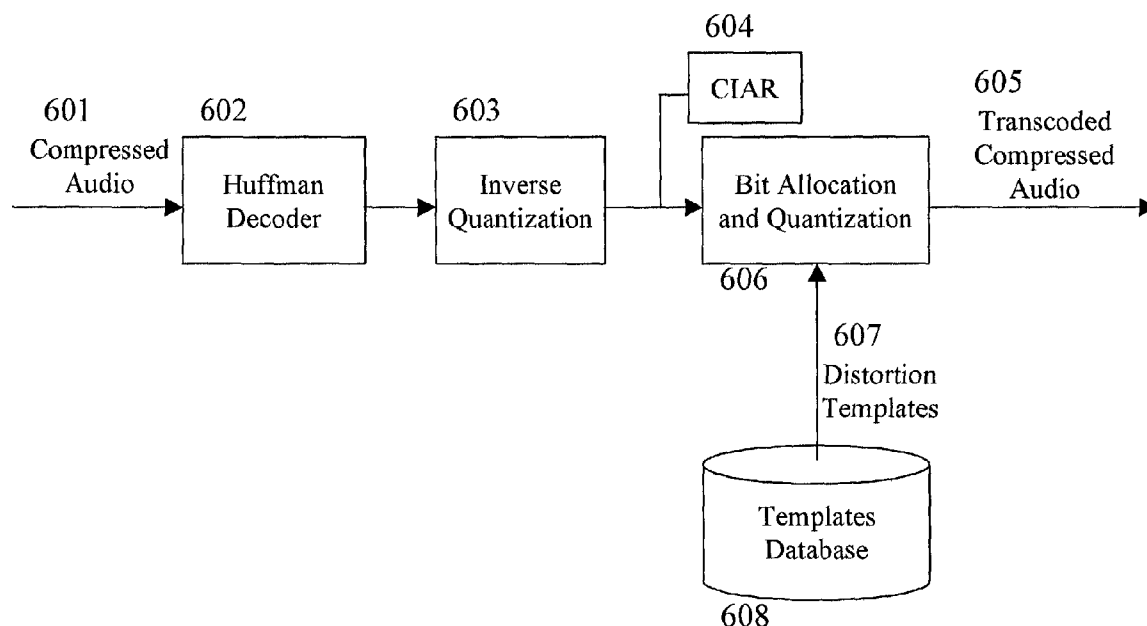 604
CIAR
601
Compressed
Audio
602
Huffman
Decoder
603
Inverse
Quantization
Bit Allocation
and Quantization
606
605
Transcoded
Compressed
Audio
607
Distortion
Templates
Templates
Database
608